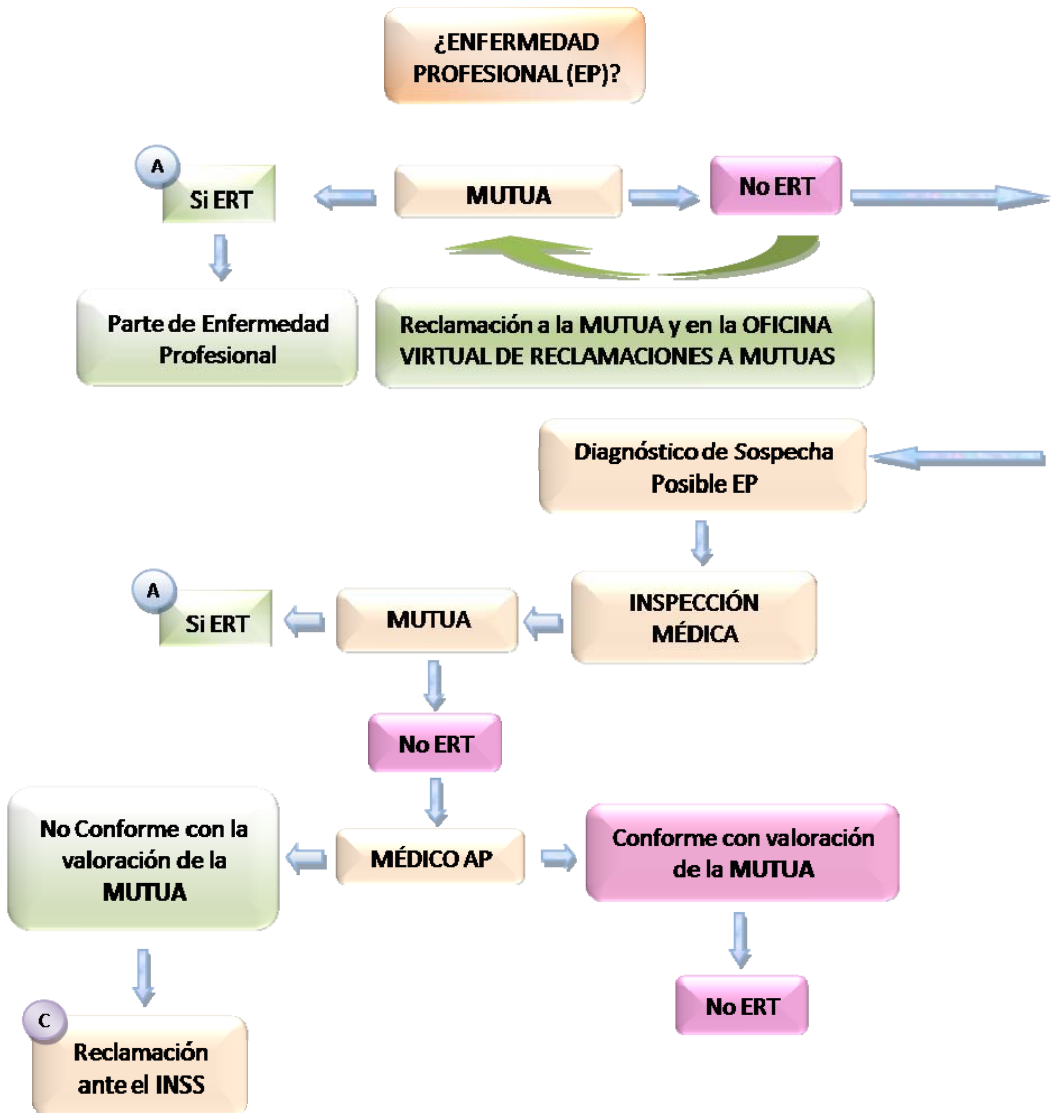 ¿ENFERMEDAD
PROFESIONAL (EP)?
A
Si ERT
MUTUA
No ERT
Parte de Enfermedad
Profesional
Reclamación a la MUTUA y en la OFICINA
VIRTUAL DE RECLAMACIONES A MUTUAS
Diagnóstico de Sospecha
Posible EP
A
Si ERT
MUTUA
INSPECCIÓN
MÉDICA
No ERT
No Conforme con la
valoración de la
MUTUA
MÉDICO AP
Conforme con valoración
de la MUTUA
No ERT
C
Reclamación
ante el INSS